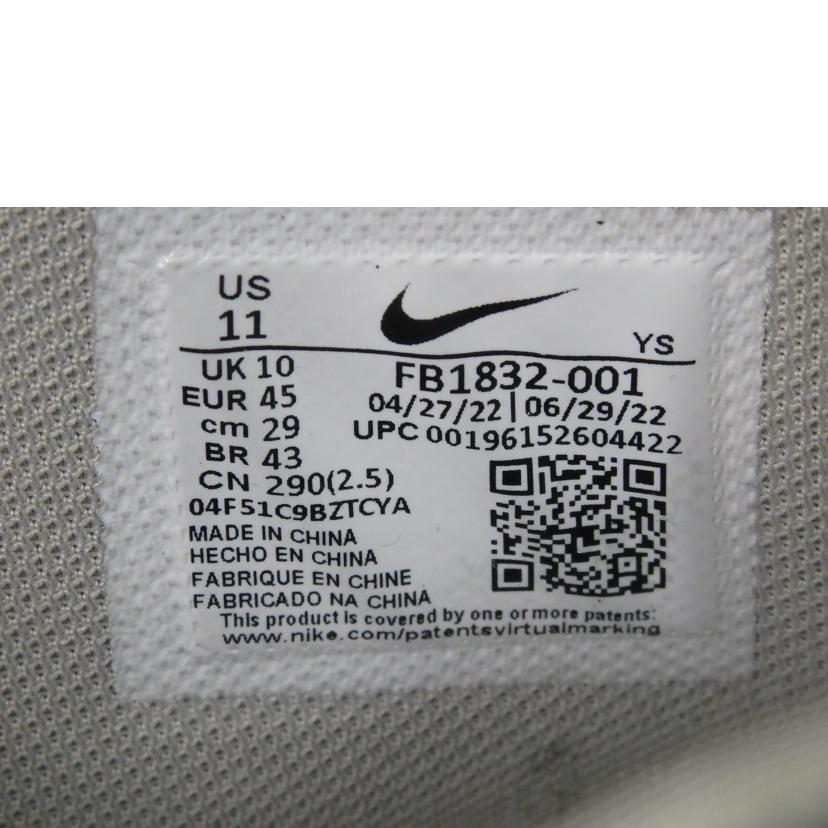 US
11
YS
UK 10
EUR 45
cm 29
BR 43
CN 290(2.5)
FB1832-001
04/27/22 | 06/29/22
UPC 00196152604422
04F51C9BZTCYA
MADE IN CHINA
HECHO EN CHINA
FABRIQUE EN CHINE
FABRICADO NA CHINA
This product is covered by one or more patents:
www.nike.com/patentsvirtualmarking